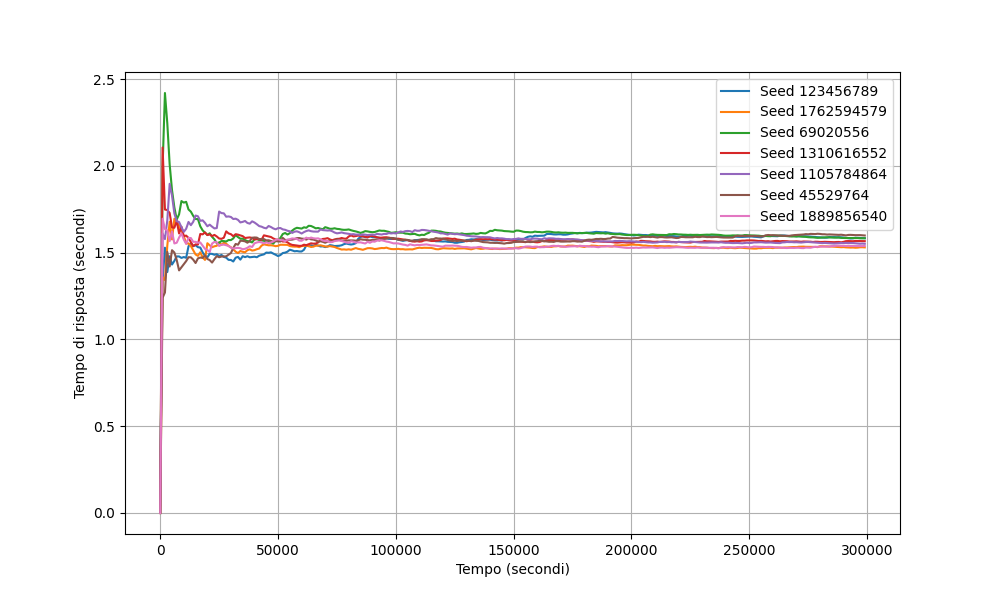 2.5
2.0
1.5
1.0
0.5
0.0
Tempo di risposta (secondi)
Seed 123456789
Seed 1762594579
Seed 69020556
Seed 1310616552
Seed 1105784864
Seed 45529764
Seed 1889856540
0 50000 100000 150000 200000 250000 300000
Tempo (secondi)